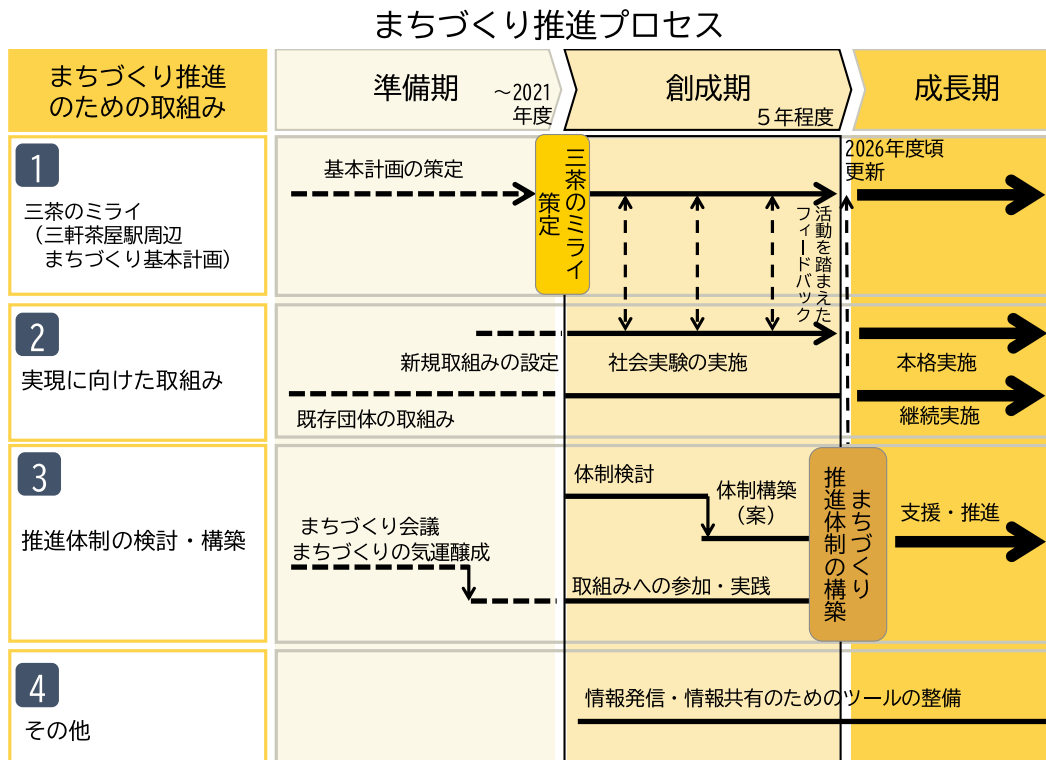 まちづくり推進プロセス
まちづくり推進
のための取組み
準備期
～2021
年度
創成期
５年程度
成長期
1
三茶のミライ
（三軒茶屋駅周辺
まちづくり基本計画）
基本計画の策定
三茶のミライ
策定
活動を踏まえた
フィードバック
2026年度頃
更新
2
実現に向けた取組み
新規取組みの設定
社会実験の実施
本格実施
既存団体の取組み
継続実施
3
推進体制の検討・構築
まちづくり会議
まちづくりの気運醸成
体制検討
体制構築
（案）
取組みへの参加・実践
まちづくり
推進体制の構築
支援・推進
4
その他
情報発信・情報共有のためのツールの整備